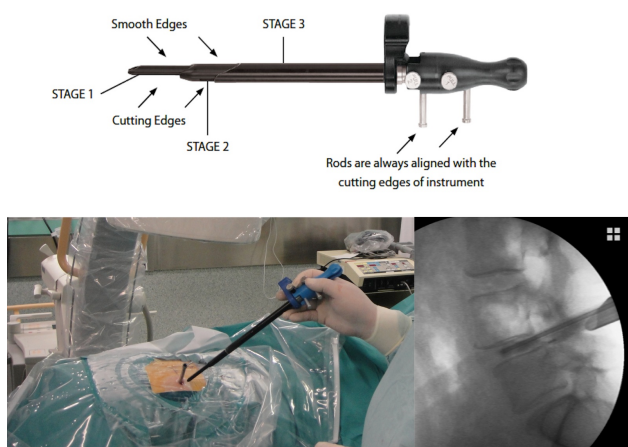 Smooth Edges
STAGE 3
STAGE 1
Cutting Edges
STAGE 2
Rods are always aligned with the
cutting edges of instrument